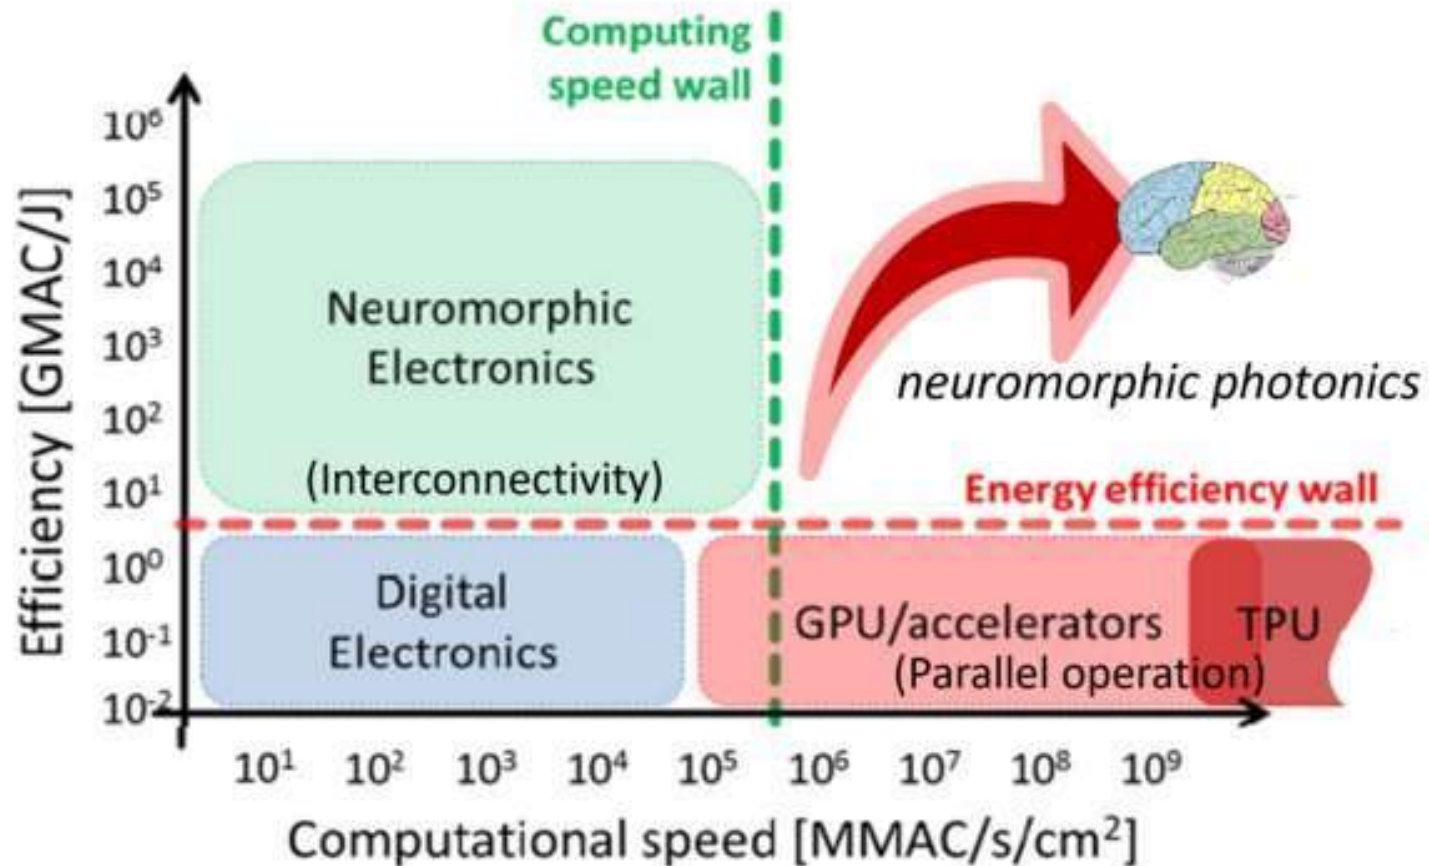 Computing
speed wall
Efficiency [GMAC/J]
10⁶
10⁵
10⁴
10³
10²
10¹
10⁰
10⁻¹
10⁻²
Neuromorphic
Electronics
(Interconnectivity)
neuromorphic photonics
Energy efficiency wall
Digital
Electronics
GPU/accelerators
(Parallel operation)
TPU
10¹ 10² 10³ 10⁴ 10⁵ 10⁶ 10⁷ 10⁸ 10⁹
Computational speed [MMAC/s/cm²]